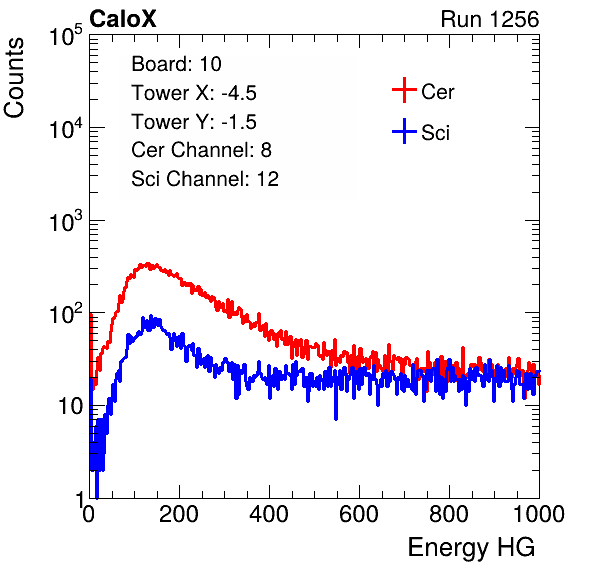 CaloX Run 1256
Counts
10^5
10^4
10^3
10^2
10
1
Board: 10
Tower X: -4.5
Tower Y: -1.5
Cer Channel: 8
Sci Channel: 12
Cer
Sci
0 200 400 600 800 1000
Energy HG